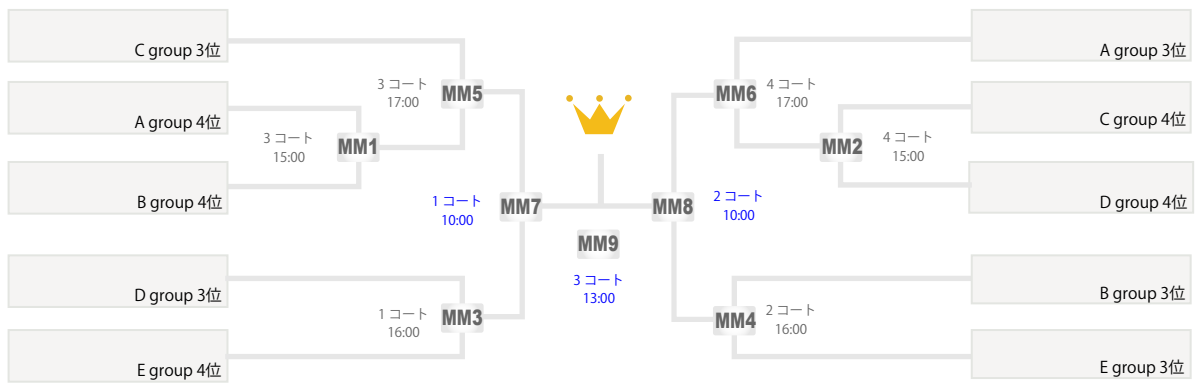 C group 3位
A group 3位
3 コート
17:00
MM5
MM6
4 コート
17:00
A group 4位
C group 4位
3 コート
15:00
MM1
MM2
4 コート
15:00
B group 4位
D group 4位
1 コート
10:00
MM7
MM8
2 コート
10:00
MM9
3 コート
13:00
D group 3位
B group 3位
1 コート
16:00
MM3
MM4
2 コート
16:00
E group 4位
E group 3位